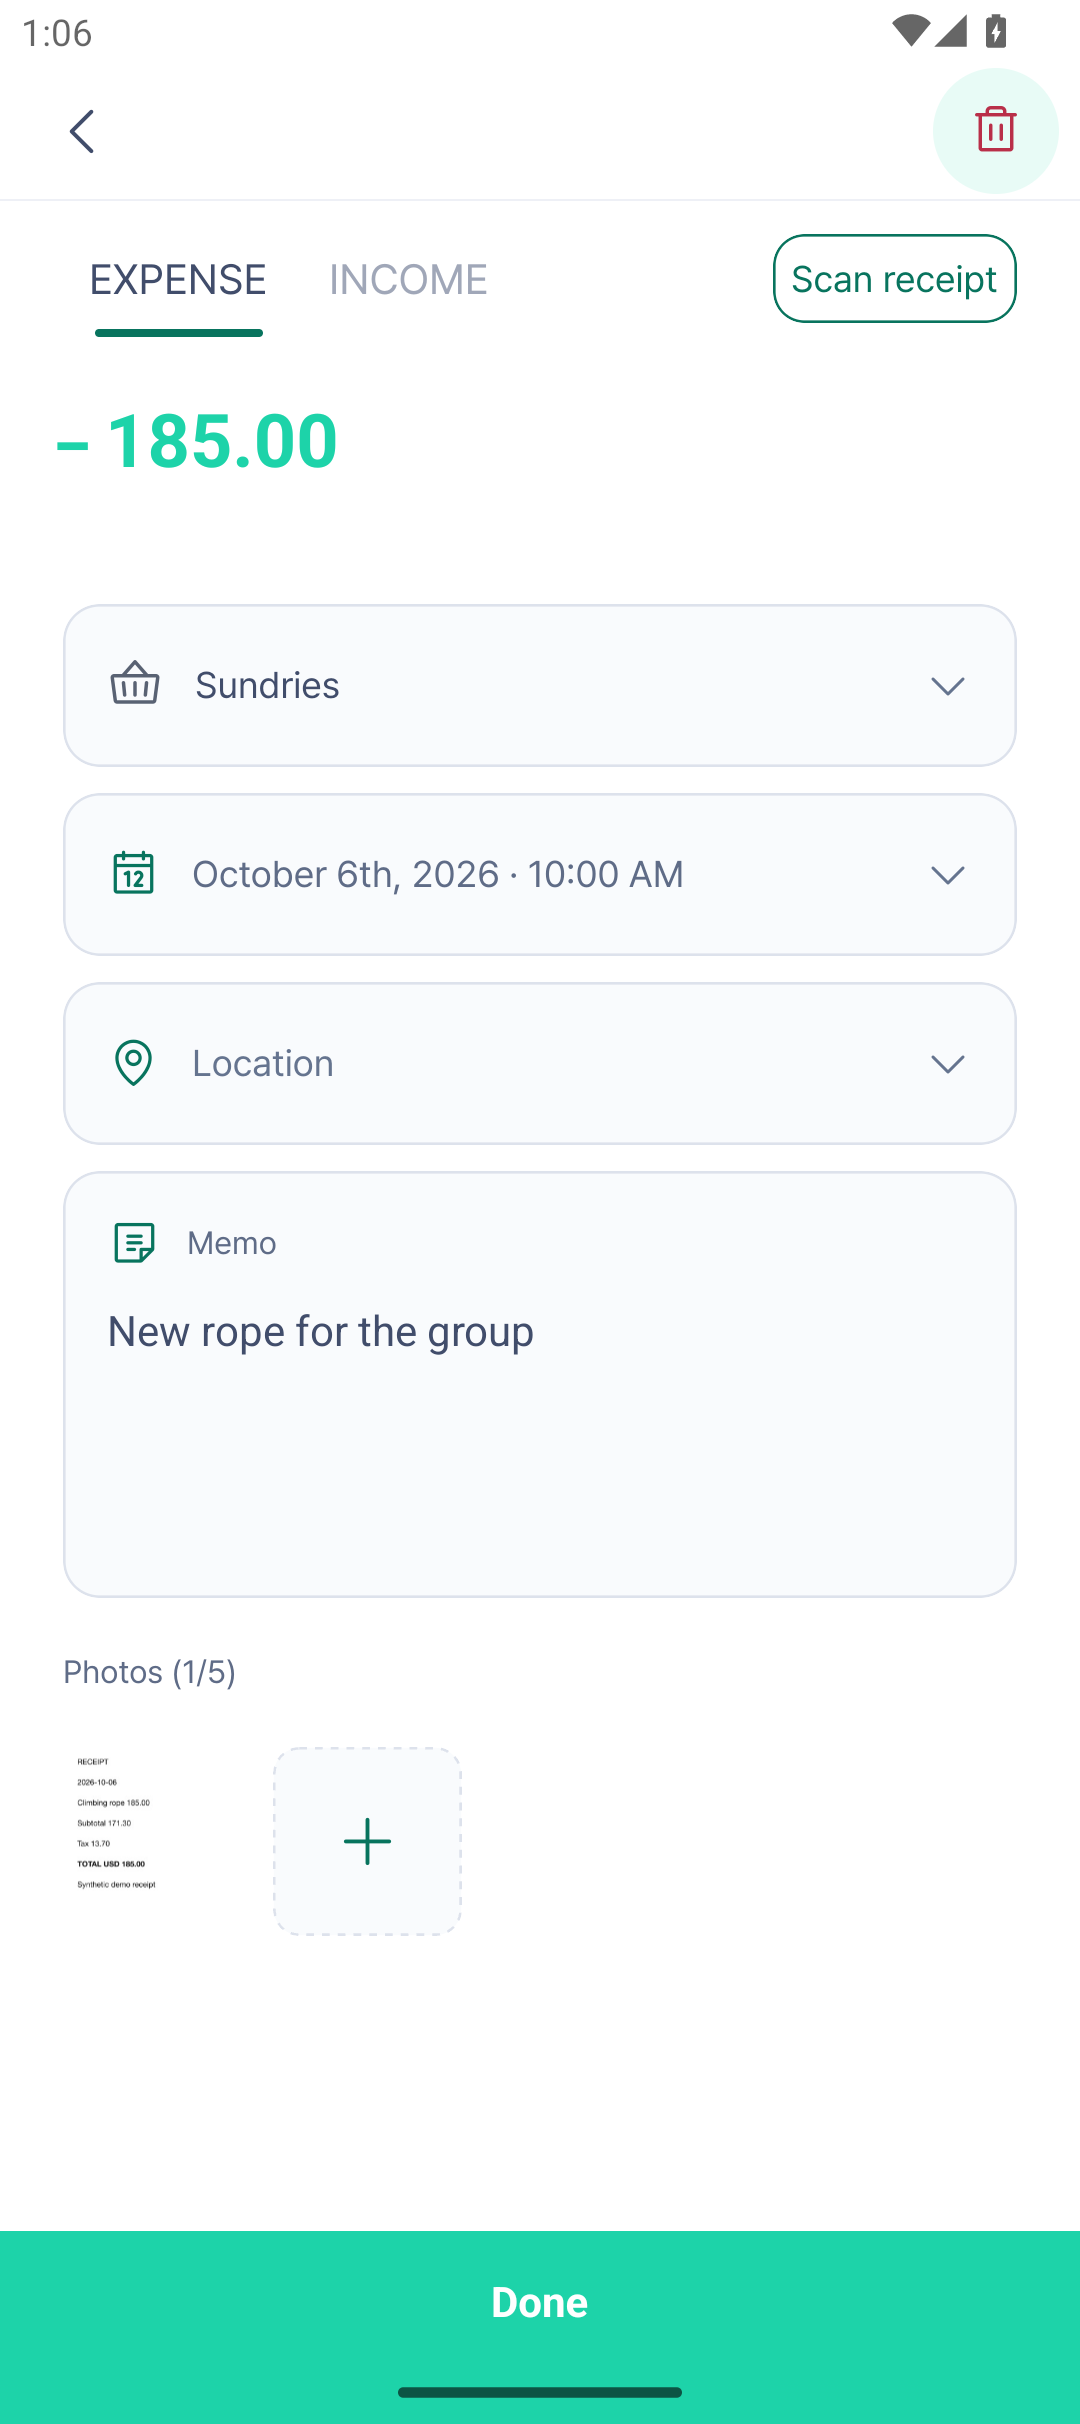 1:06
EXPENSE INCOME Scan receipt
– 185.00
Sundries
12 October 6th, 2026 · 10:00 AM
Location
Memo
New rope for the group
Photos (1/5)
RECEIPT
2026-10-06
Climbing rope 185.00
Subtotal 171.30
Tax 13.70
TOTAL USD 185.00
Synthetic demo receipt
Done